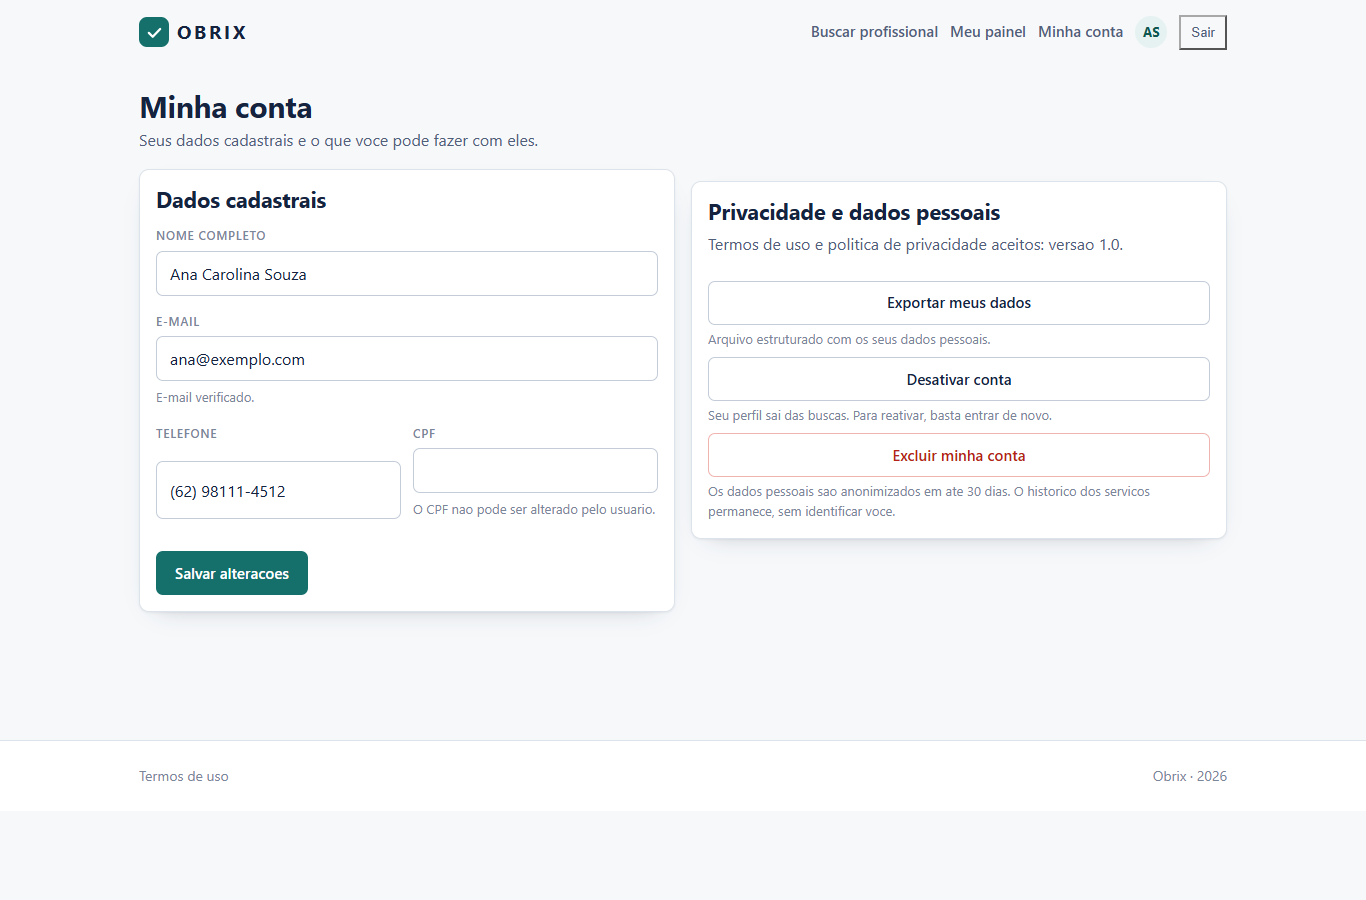 OBRIX
Buscar profissional Meu painel Minha conta AS Sair
Minha conta
Seus dados cadastrais e o que voce pode fazer com eles.
Dados cadastrais
NOME COMPLETO
Ana Carolina Souza
E-MAIL
ana@exemplo.com
E-mail verificado.
TELEFONE
(62) 98111-4512
CPF
O CPF nao pode ser alterado pelo usuario.
Salvar alteracoes
Privacidade e dados pessoais
Termos de uso e politica de privacidade aceitos: versao 1.0.
Exportar meus dados
Arquivo estruturado com os seus dados pessoais.
Desativar conta
Seu perfil sai das buscas. Para reativar, basta entrar de novo.
Excluir minha conta
Os dados pessoais sao anonimizados em ate 30 dias. O historico dos servicos
permanece, sem identificar voce.
Termos de uso
Obrix · 2026